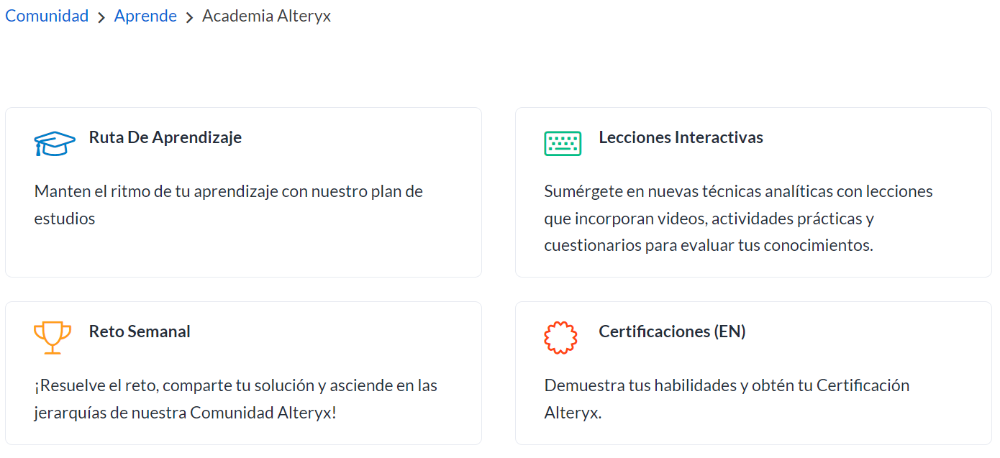 Comunidad > Aprende > Academia Alteryx
Ruta De Aprendizaje
Manten el ritmo de tu aprendizaje con nuestro plan de
estudios
Lecciones Interactivas
Sumérgete en nuevas técnicas analíticas con lecciones
que incorporan videos, actividades prácticas y
cuestionarios para evaluar tus conocimientos.
Reto Semanal
¡Resuelve el reto, comparte tu solución y asciende en las
jerarquías de nuestra Comunidad Alteryx!
Certificaciones (EN)
Demuestra tus habilidades y obtén tu Certificación
Alteryx.